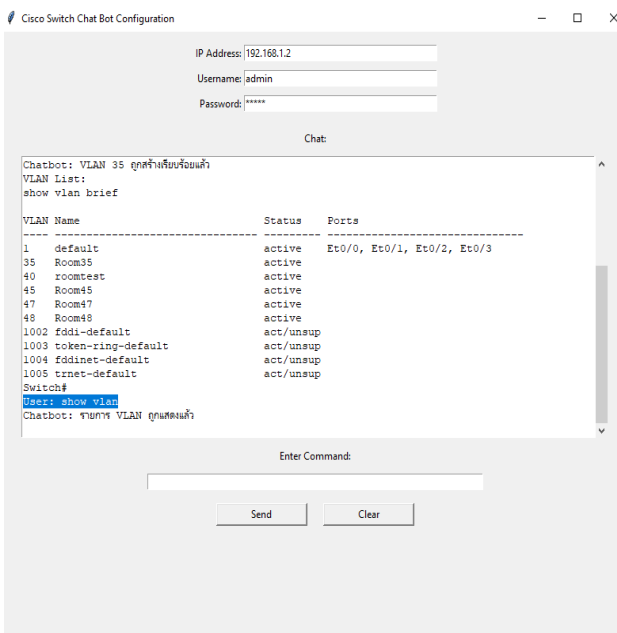 Cisco Switch Chat Bot Configuration
IP Address: 192.168.1.2
Username: admin
Password: *****
Chat:
Chatbot: VLAN 35 ถูกสร้างเรียบร้อยแล้ว
VLAN List:
show vlan brief
VLAN Name                             Status    Ports
---- -------------------------------- --------- -------------------------------
1    default                          active    Et0/0, Et0/1, Et0/2, Et0/3
35   Room35                           active
40   roomtest                         active
45   Room45                           active
47   Room47                           active
48   Room48                           active
1002 fddi-default                     act/unsup
1003 token-ring-default               act/unsup
1004 fddinet-default                  act/unsup
1005 trnet-default                    act/unsup
Switch#
User: show vlan
Chatbot: รายการ VLAN ถูกแสดงแล้ว
Enter Command:
Send Clear